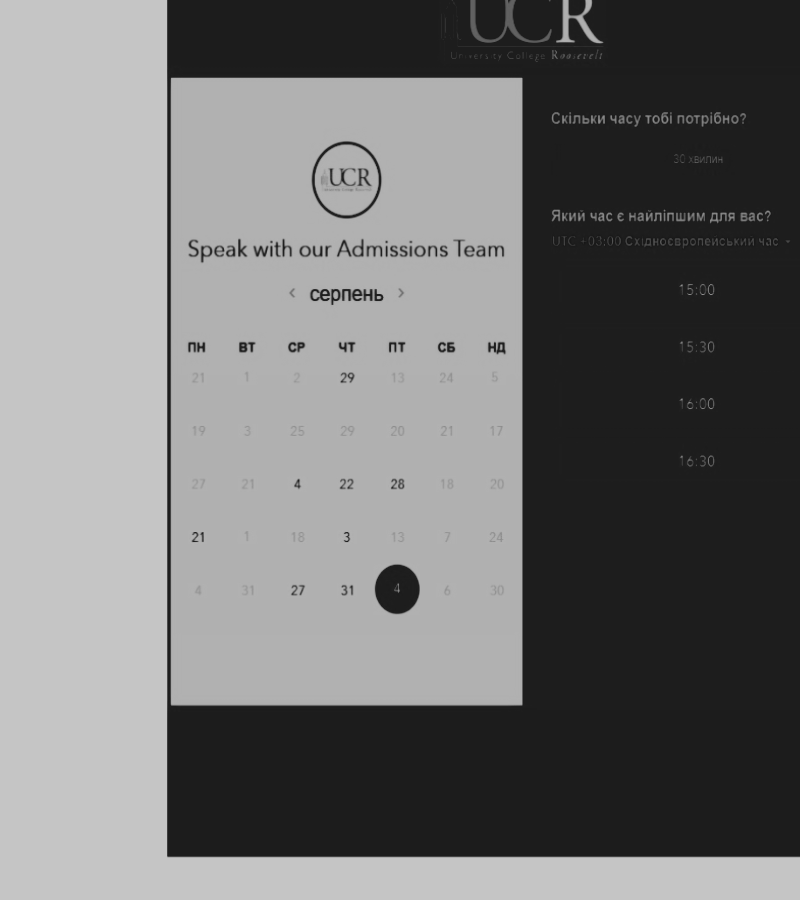 UCR
University College Roosevelt
UCR
Speak with our Admissions Team
< серпень >
ПН ВТ СР ЧТ ПТ СБ НД
21 1 2 29 13 24 5
19 3 25 29 20 21 17
27 21 4 22 28 18 20
21 1 18 3 13 7 24
4 31 27 31 4 6 30
Скільки часу тобі потрібно?
30 хвилин
Який час є найліпшим для вас?
UTC +03:00 Східноєвропейський час
15:00
15:30
16:00
16:30